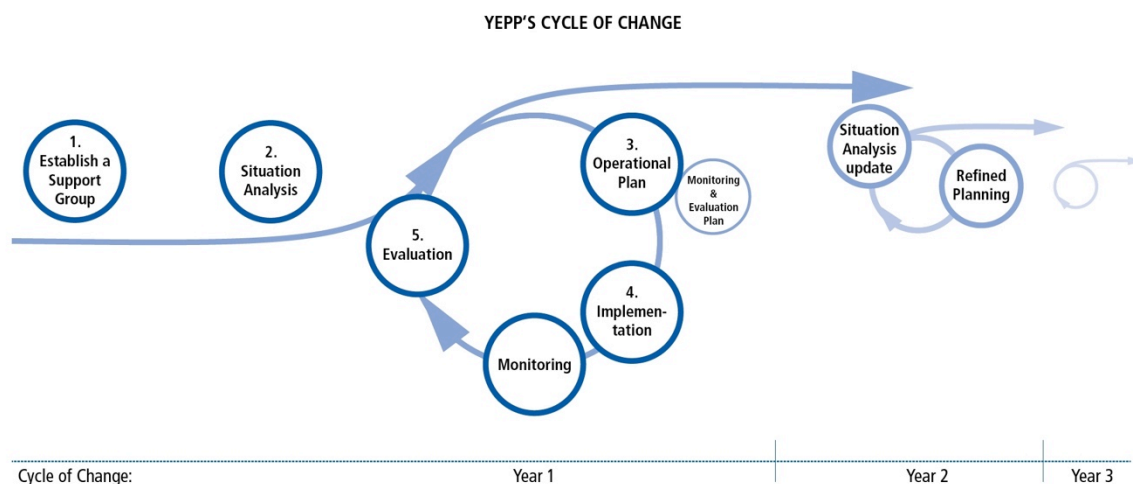 YEPP'S CYCLE OF CHANGE
1.
Establish a
Support
Group
2.
Situation
Analysis
3.
Operational
Plan
Monitoring
&
Evaluation
Plan
4.
Implemen-
tation
Monitoring
5.
Evaluation
Situation
Analysis
update
Refined
Planning
Cycle of Change:
Year 1
Year 2
Year 3